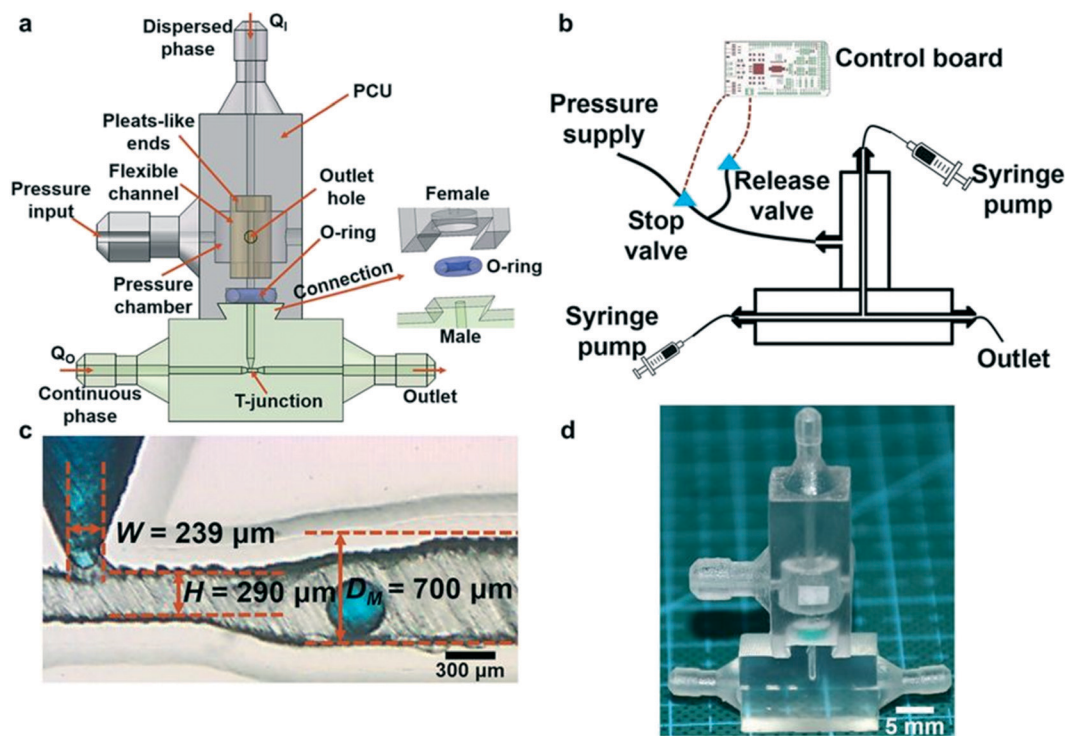 a
Q_I
Dispersed
phase
PCU
Pleats-like
ends
Flexible
channel
Outlet
hole
Pressure
input
O-ring
Pressure
chamber
Connection
Female
O-ring
Male
Q_O
Continuous
phase
T-junction
Outlet
b
Control board
Pressure
supply
Stop
valve
Release
valve
Syringe
pump
Syringe
pump
Outlet
c
W = 239 μm
H = 290 μm
D_M = 700 μm
300 μm
d
5 mm